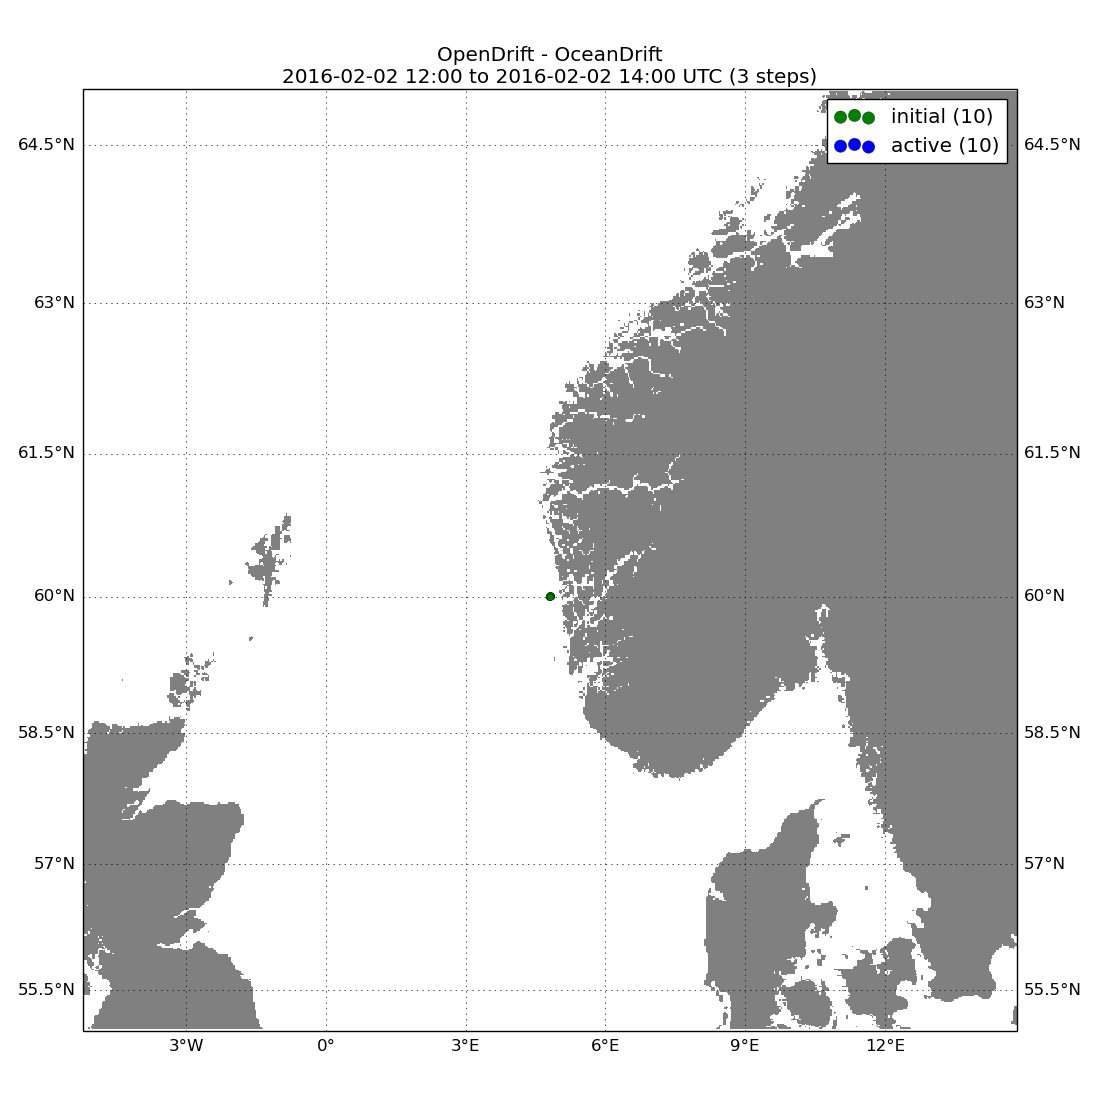 OpenDrift - OceanDrift
2016-02-02 12:00 to 2016-02-02 14:00 UTC (3 steps)
initial (10)
active (10)
64.5°N 64.5°N
63°N 63°N
61.5°N 61.5°N
60°N 60°N
58.5°N 58.5°N
57°N 57°N
55.5°N 55.5°N
3°W 0° 3°E 6°E 9°E 12°E